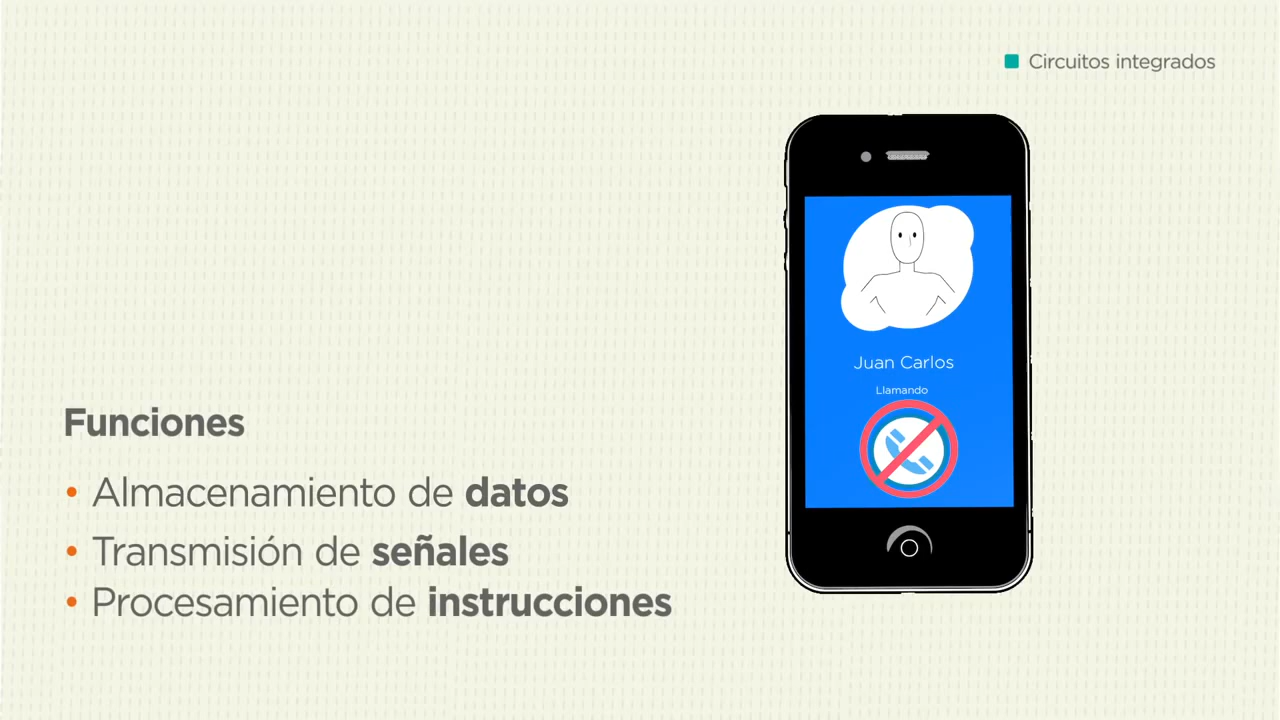 Circuitos integrados
Juan Carlos
Llamando
Funciones
• Almacenamiento de datos
• Transmisión de señales
• Procesamiento de instrucciones